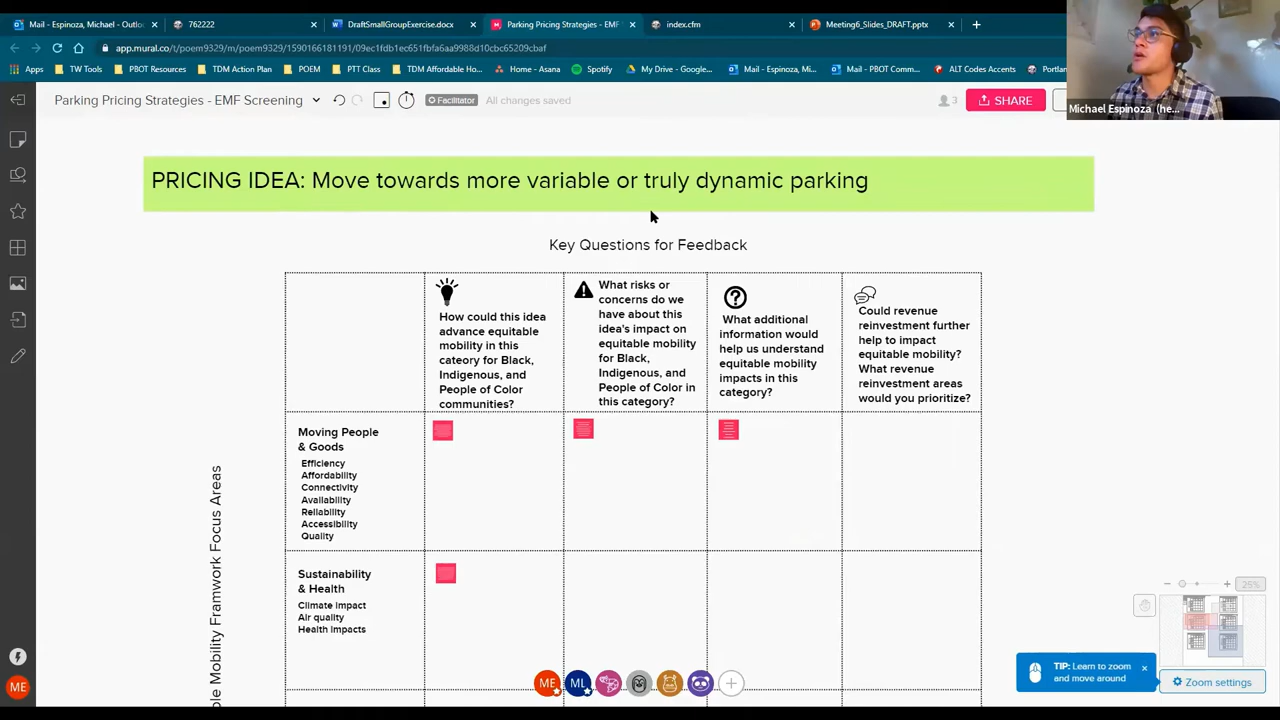 Mail - Espinoza, Michael - Outlo
762222
DraftSmallGroupExercise.docx
Parking Pricing Strategies - EMF
index.cfm
Meeting6_Slides_DRAFT.pptx
app.mural.co/t/poem9329/m/poem9329/1590166181191/09ec1fdb1ec651fbfa6aa9988d10cbc65209cbaf
Apps
TW Tools
PBOT Resources
TDM Action Plan
POEM
PTT Class
TDM Affordable Ho...
Home - Asana
Spotify
My Drive - Google...
Mail - Espinoza, Mi...
Mail - PBOT Comm...
ALT Codes Accents
Portlan
Michael Espinoza (he...
Parking Pricing Strategies - EMF Screening
Facilitator
All changes saved
3
SHARE
PRICING IDEA: Move towards more variable or truly dynamic parking
Key Questions for Feedback
How could this idea
advance equitable
mobility in this
cateory for Black,
Indigenous, and
People of Color
communities?
What risks or
concerns do we
have about this
idea's impact on
equitable mobility
for Black,
Indigenous, and
People of Color in
this category?
What additional
information would
help us understand
equitable mobility
impacts in this
category?
Could revenue
reinvestment further
help to impact
equitable mobility?
What revenue
reinvestment areas
would you prioritize?
ble Mobility Framwork Focus Areas
Moving People
& Goods
Efficiency
Affordability
Connectivity
Availability
Reliability
Accessibility
Quality
Sustainability
& Health
Climate impact
Air quality
Health impacts
ME
ME
ML
25%
TIP: Learn to zoom
and move around
Zoom settings